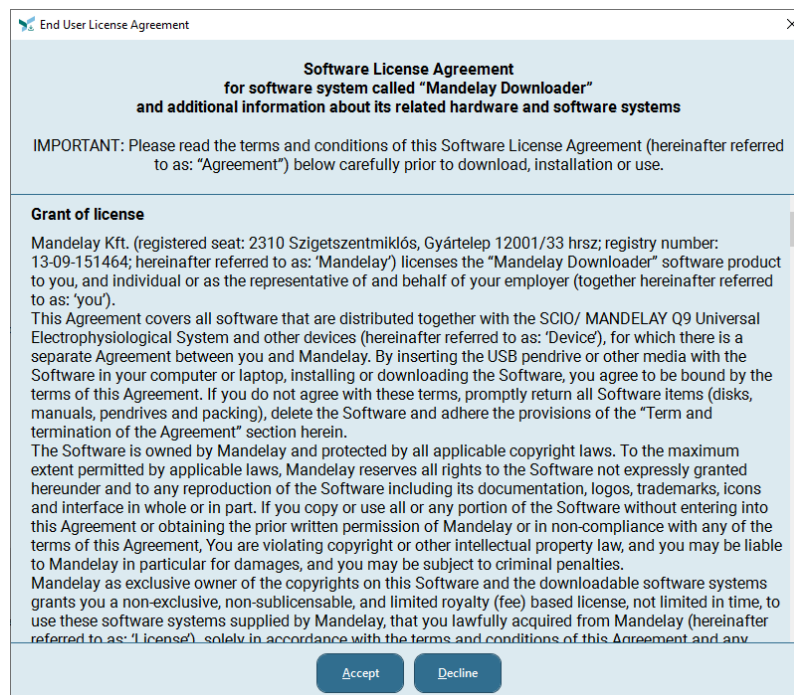 End User License Agreement
Software License Agreement
for software system called “Mandelay Downloader”
and additional information about its related hardware and software systems
IMPORTANT: Please read the terms and conditions of this Software License Agreement (hereinafter referred
to as: “Agreement”) below carefully prior to download, installation or use.
Grant of license
Mandelay Kft. (registered seat: 2310 Szigetszentmiklós, Gyártelep 12001/33 hrsz; registry number:
13-09-151464; hereinafter referred to as: ‘Mandelay’) licenses the “Mandelay Downloader” software product
to you, and individual or as the representative of and behalf of your employer (together hereinafter referred
to as: ‘you’).
This Agreement covers all software that are distributed together with the SCIO/ MANDELAY Q9 Universal
Electrophysiological System and other devices (hereinafter referred to as: ‘Device’), for which there is a
separate Agreement between you and Mandelay. By inserting the USB pendrive or other media with the
Software in your computer or laptop, installing or downloading the Software, you agree to be bound by the
terms of this Agreement. If you do not agree with these terms, promptly return all Software items (disks,
manuals, pendrives and packing), delete the Software and adhere the provisions of the “Term and
termination of the Agreement” section herein.
The Software is owned by Mandelay and protected by all applicable copyright laws. To the maximum
extent permitted by applicable laws, Mandelay reserves all rights to the Software not expressly granted
hereunder and to any reproduction of the Software including its documentation, logos, trademarks, icons
and interface in whole or in part. If you copy or use all or any portion of the Software without entering into
this Agreement or obtaining the prior written permission of Mandelay or in non-compliance with any of the
terms of this Agreement, You are violating copyright or other intellectual property law, and you may be liable
to Mandelay in particular for damages, and you may be subject to criminal penalties.
Mandelay as exclusive owner of the copyrights on this Software and the downloadable software systems
grants you a non-exclusive, non-sublicensable, and limited royalty (fee) based license, not limited in time, to
use these software systems supplied by Mandelay, that you lawfully acquired from Mandelay (hereinafter
referred to as: ‘License’), solely in accordance with the terms and conditions of this Agreement and any
Accept
Decline